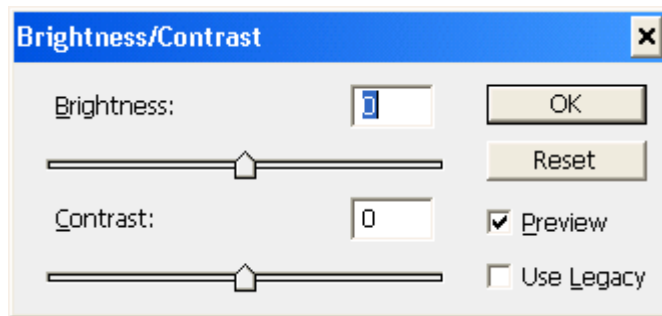 Brightness/Contrast
Brightness: 0
OK
Reset
Contrast: 0
Preview
Use Legacy